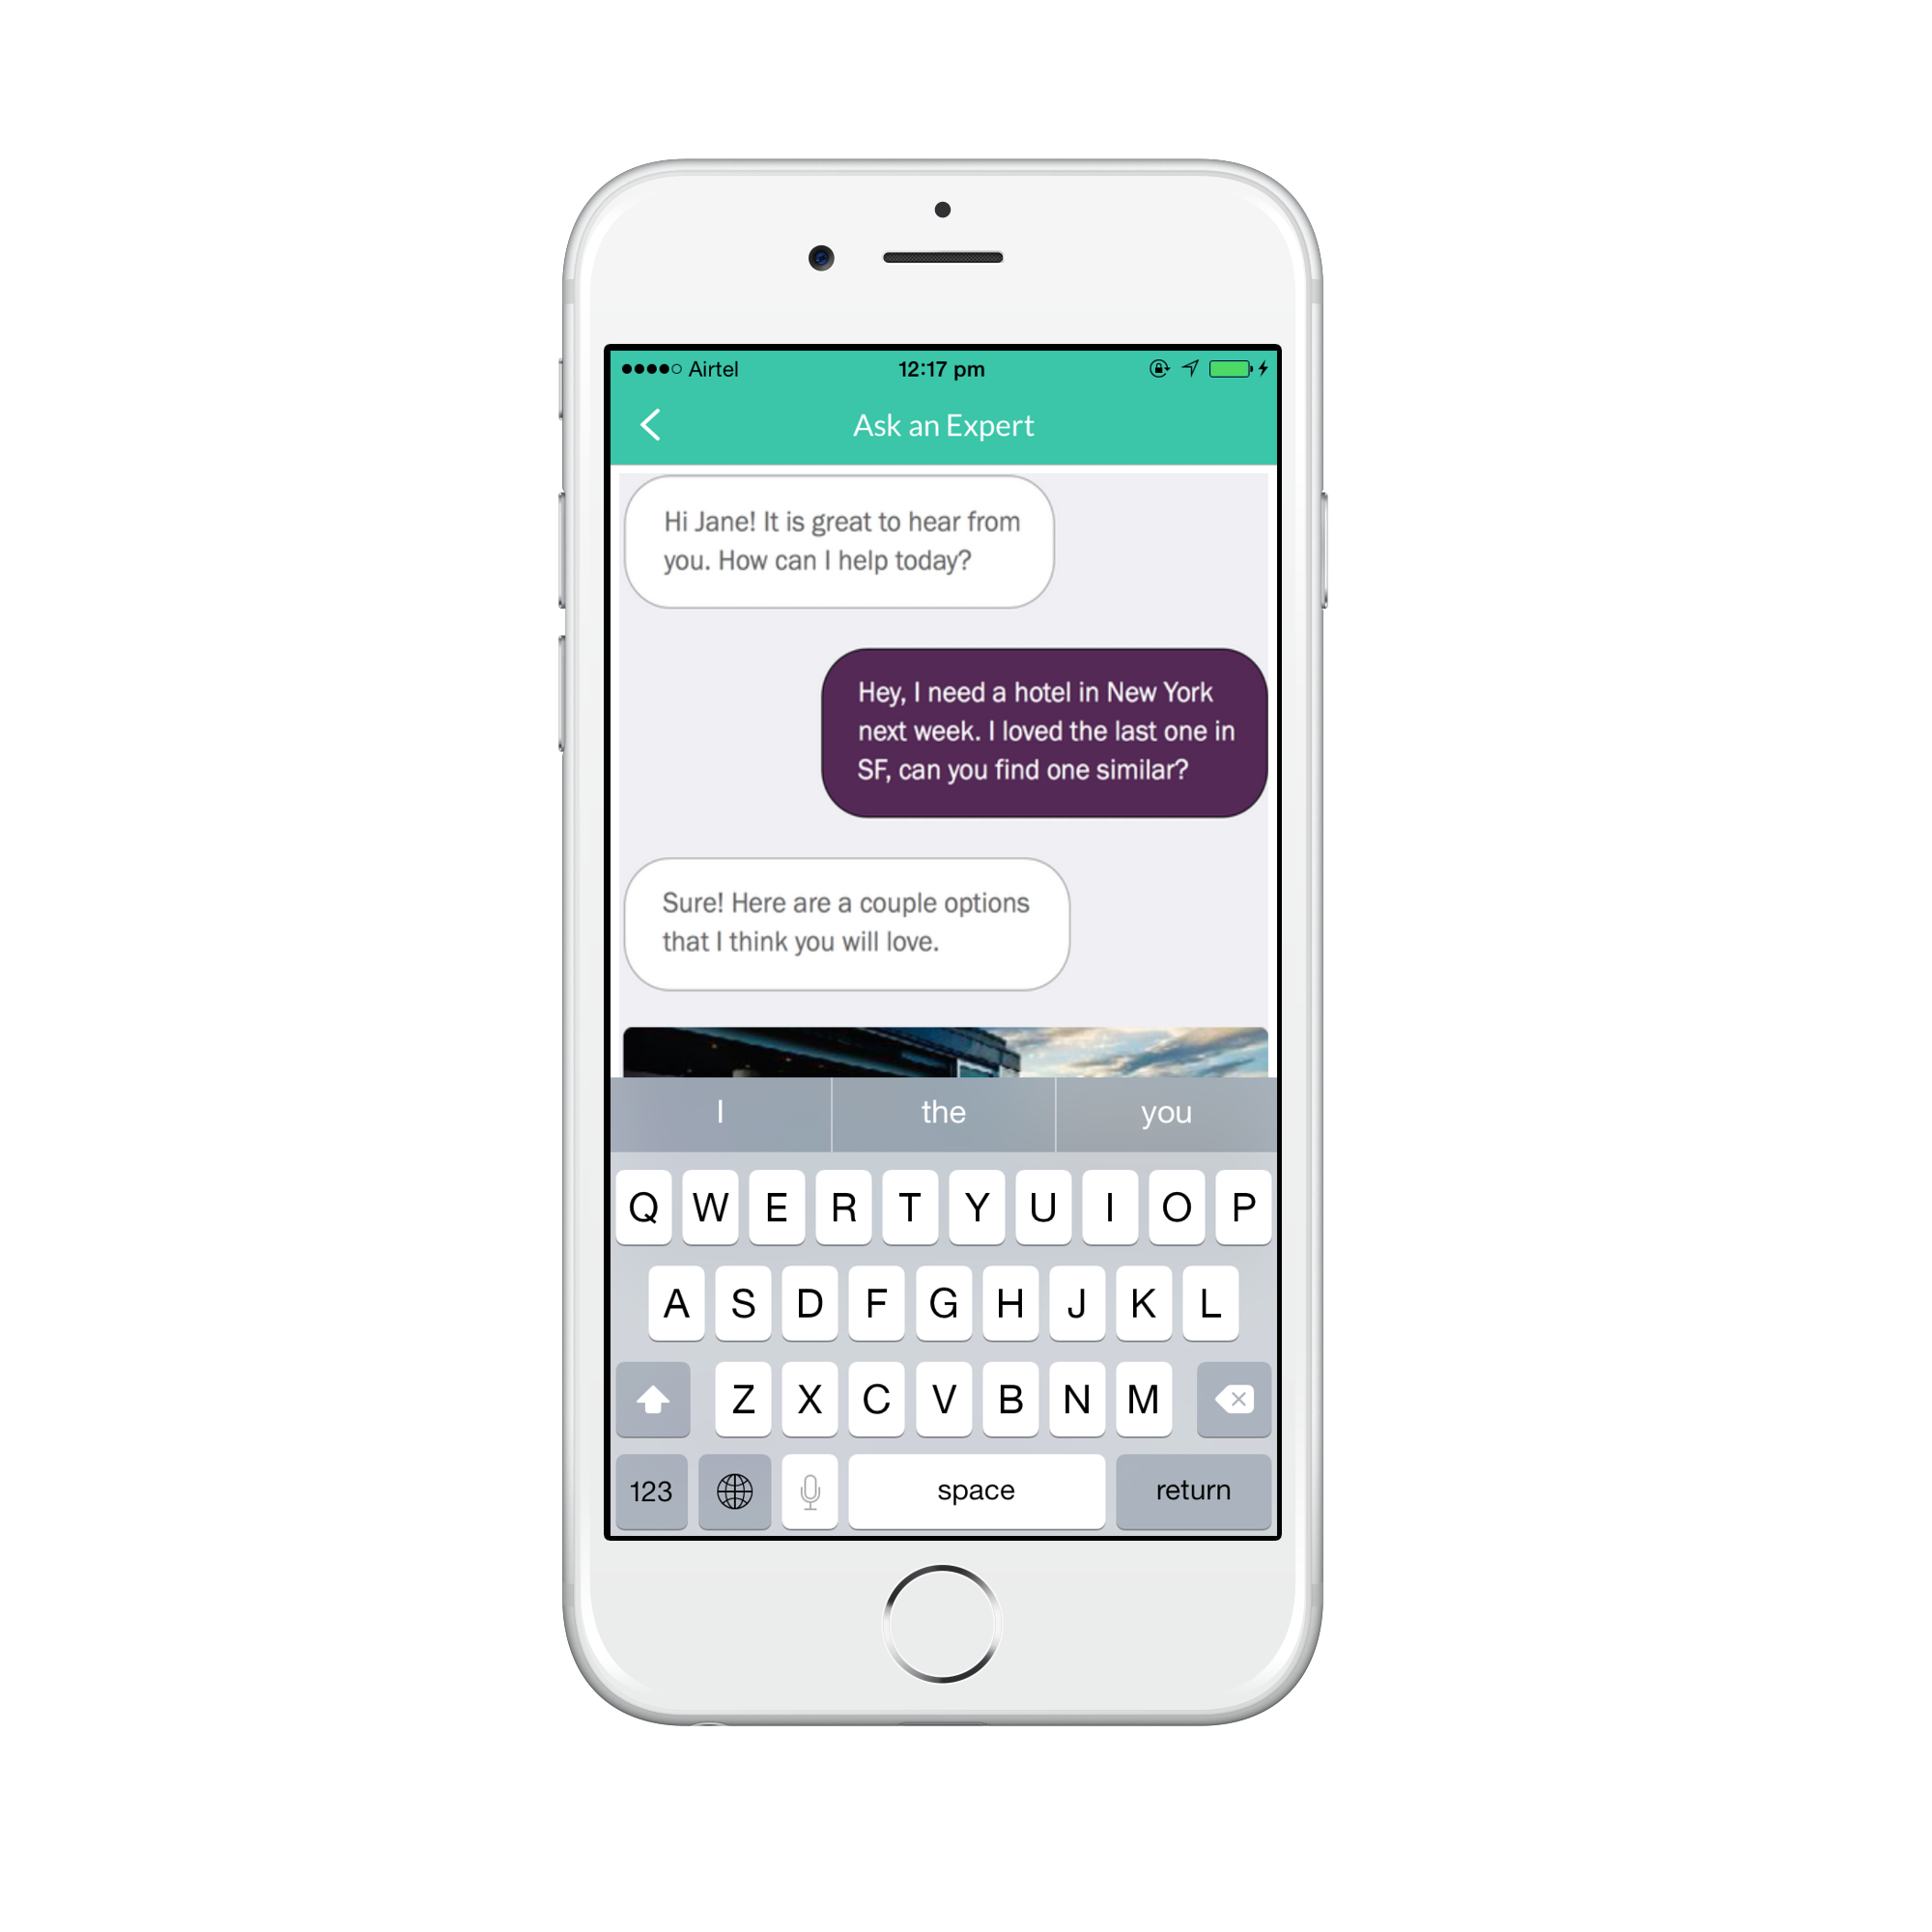 Airtel 12:17 pm
Ask an Expert
Hi Jane! It is great to hear from
you. How can I help today?
Hey, I need a hotel in New York
next week. I loved the last one in
SF, can you find one similar?
Sure! Here are a couple options
that I think you will love.
I the you
Q W E R T Y U I O P
A S D F G H J K L
Z X C V B N M
123 space return